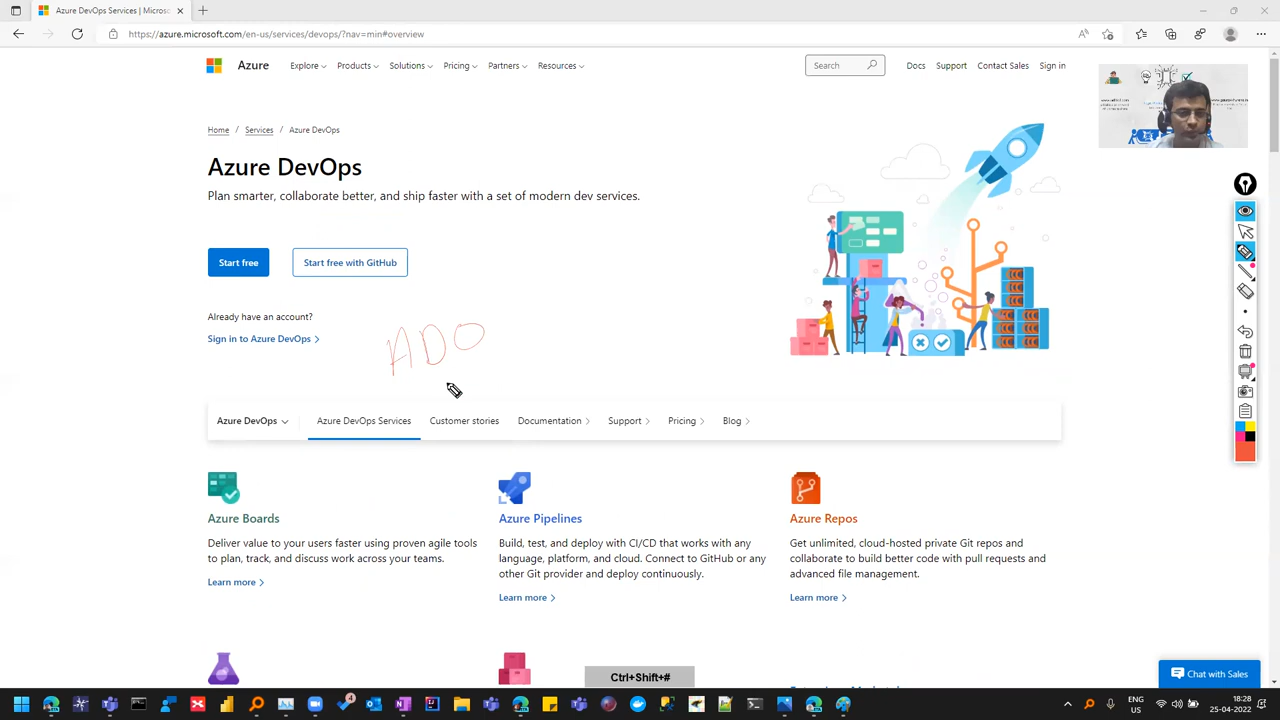 Azure DevOps Services | Micros
https://azure.microsoft.com/en-us/services/devops/?nav=min#overview
Azure Explore Products Solutions Pricing Partners Resources Search Docs Support Contact Sales Sign in
Home / Services / Azure DevOps
Azure DevOps
Plan smarter, collaborate better, and ship faster with a set of modern dev services.
Start free Start free with GitHub
Already have an account?
Sign in to Azure DevOps >
ADO
Azure DevOps Azure DevOps Services Customer stories Documentation > Support > Pricing > Blog >
Azure Boards
Deliver value to your users faster using proven agile tools
to plan, track, and discuss work across your teams.
Learn more >
Azure Pipelines
Build, test, and deploy with CI/CD that works with any
language, platform, and cloud. Connect to GitHub or any
other Git provider and deploy continuously.
Learn more >
Azure Repos
Get unlimited, cloud-hosted private Git repos and
collaborate to build better code with pull requests and
advanced file management.
Learn more >
Ctrl+Shift+#
Chat with Sales
4
ENG
US
18:28
25-04-2022